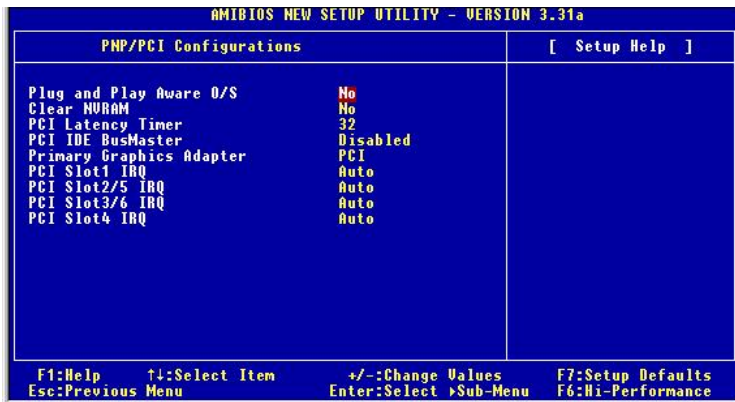 AMIBIOS NEW SETUP UTILITY - VERSION 3.31a
PNP/PCI Configurations
[ Setup Help ]
Plug and Play Aware O/S No
Clear NVRAM No
PCI Latency Timer 32
PCI IDE BusMaster Disabled
Primary Graphics Adapter PCI
PCI Slot1 IRQ Auto
PCI Slot2/5 IRQ Auto
PCI Slot3/6 IRQ Auto
PCI Slot4 IRQ Auto
F1:Help ↑↓:Select Item +/-:Change Values F7:Setup Defaults
Esc:Previous Menu Enter:Select ▸Sub-Menu F6:Hi-Performance